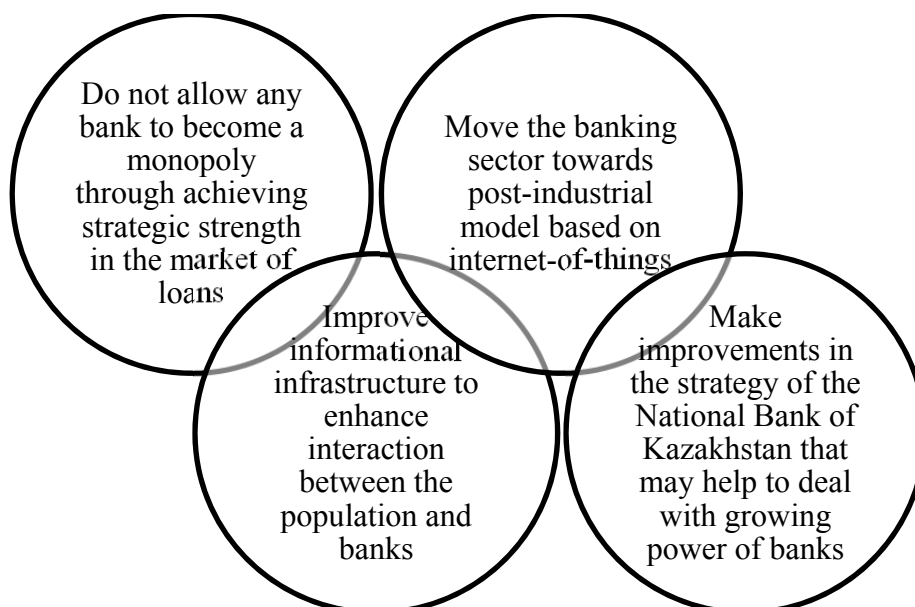 Do not allow any
bank to become a
monopoly
through achieving
strategic strength
in the market of
loans
Move the banking
sector towards
post-industrial
model based on
internet-of-things
Improve
informational
infrastructure to
enhance
interaction
between the
population and
banks
Make
improvements in
the strategy of the
National Bank of
Kazakhstan that
may help to deal
with growing
power of banks